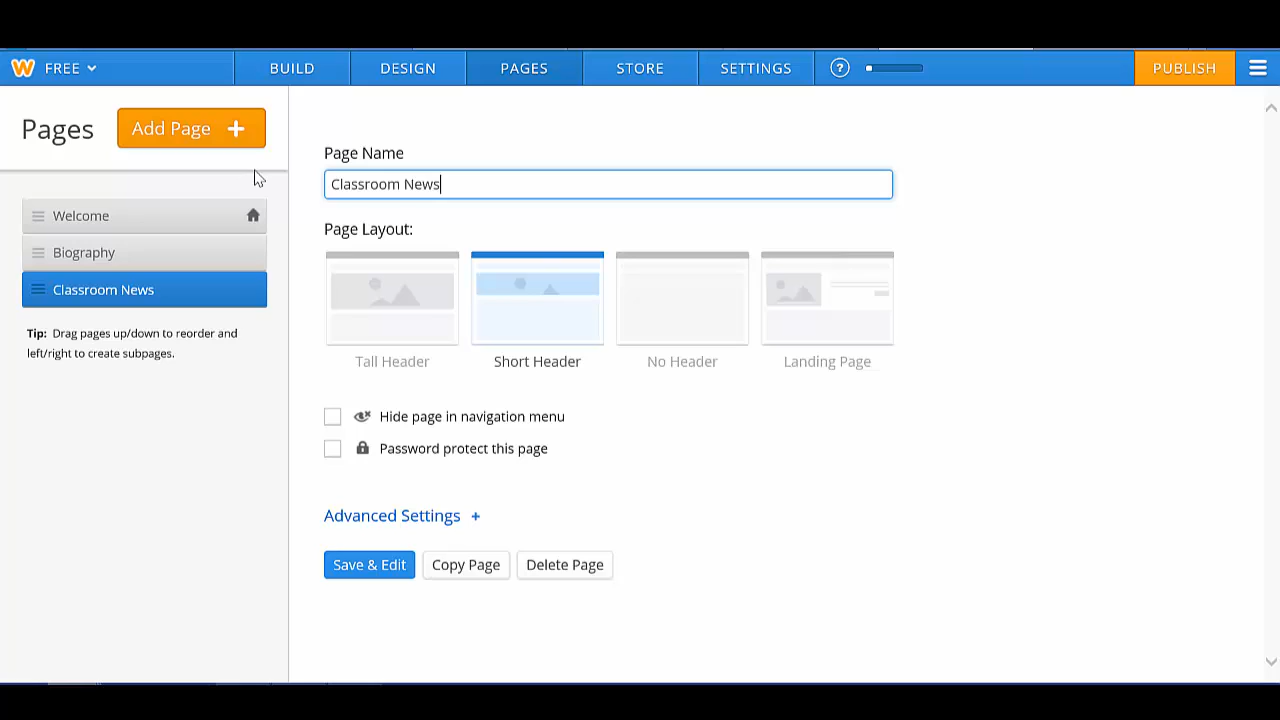 FREE
BUILD
DESIGN
PAGES
STORE
SETTINGS
?
PUBLISH
Pages
Add Page +
Welcome
Biography
Classroom News
Tip: Drag pages up/down to reorder and
left/right to create subpages.
Page Name
Classroom News
Page Layout:
Tall Header
Short Header
No Header
Landing Page
Hide page in navigation menu
Password protect this page
Advanced Settings +
Save & Edit
Copy Page
Delete Page